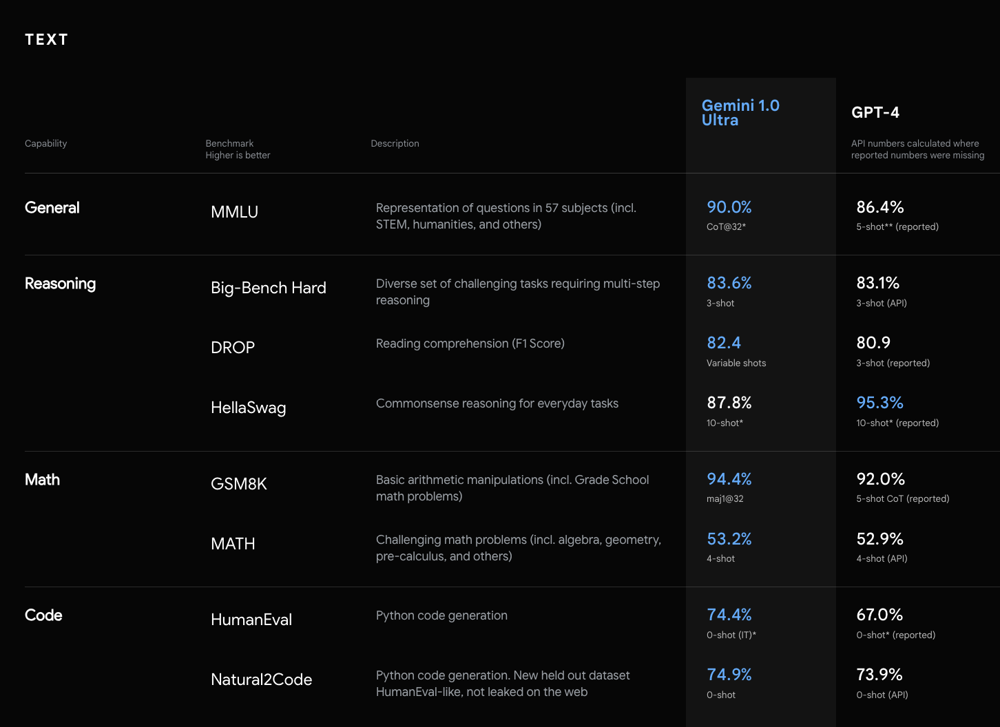 TEXT
Gemini 1.0
Ultra
GPT-4
Capability
Benchmark
Higher is better
Description
API numbers calculated where
reported numbers were missing
General
MMLU
Representation of questions in 57 subjects (incl.
STEM, humanities, and others)
90.0%
CoT@32*
86.4%
5-shot** (reported)
Reasoning
Big-Bench Hard
Diverse set of challenging tasks requiring multi-step
reasoning
83.6%
3-shot
83.1%
3-shot (API)
DROP
Reading comprehension (F1 Score)
82.4
Variable shots
80.9
3-shot (reported)
HellaSwag
Commonsense reasoning for everyday tasks
87.8%
10-shot*
95.3%
10-shot* (reported)
Math
GSM8K
Basic arithmetic manipulations (incl. Grade School
math problems)
94.4%
maj1@32
92.0%
5-shot CoT (reported)
MATH
Challenging math problems (incl. algebra, geometry,
pre-calculus, and others)
53.2%
4-shot
52.9%
4-shot (API)
Code
HumanEval
Python code generation
74.4%
0-shot (IT)*
67.0%
0-shot* (reported)
Natural2Code
Python code generation. New held out dataset
HumanEval-like, not leaked on the web
74.9%
0-shot
73.9%
0-shot (API)